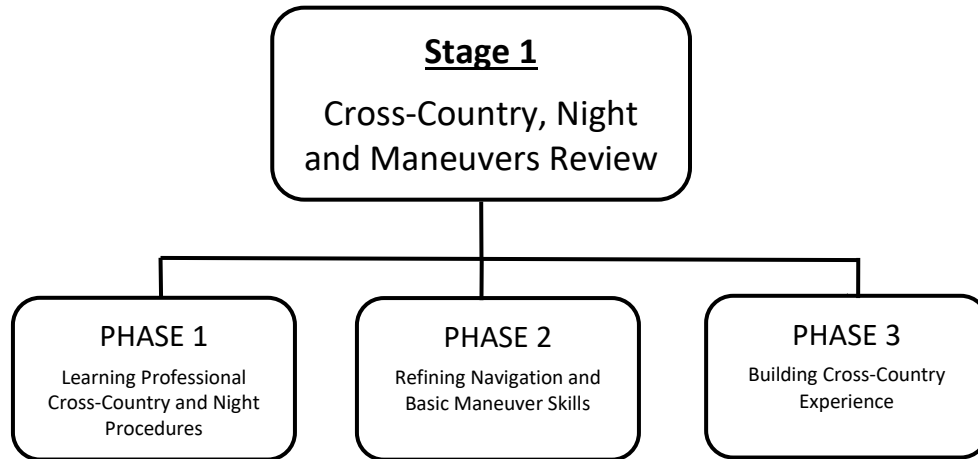 Stage 1
Cross-Country, Night
and Maneuvers Review
PHASE 1
Learning Professional
Cross-Country and Night
Procedures
PHASE 2
Refining Navigation and
Basic Maneuver Skills
PHASE 3
Building Cross-Country
Experience